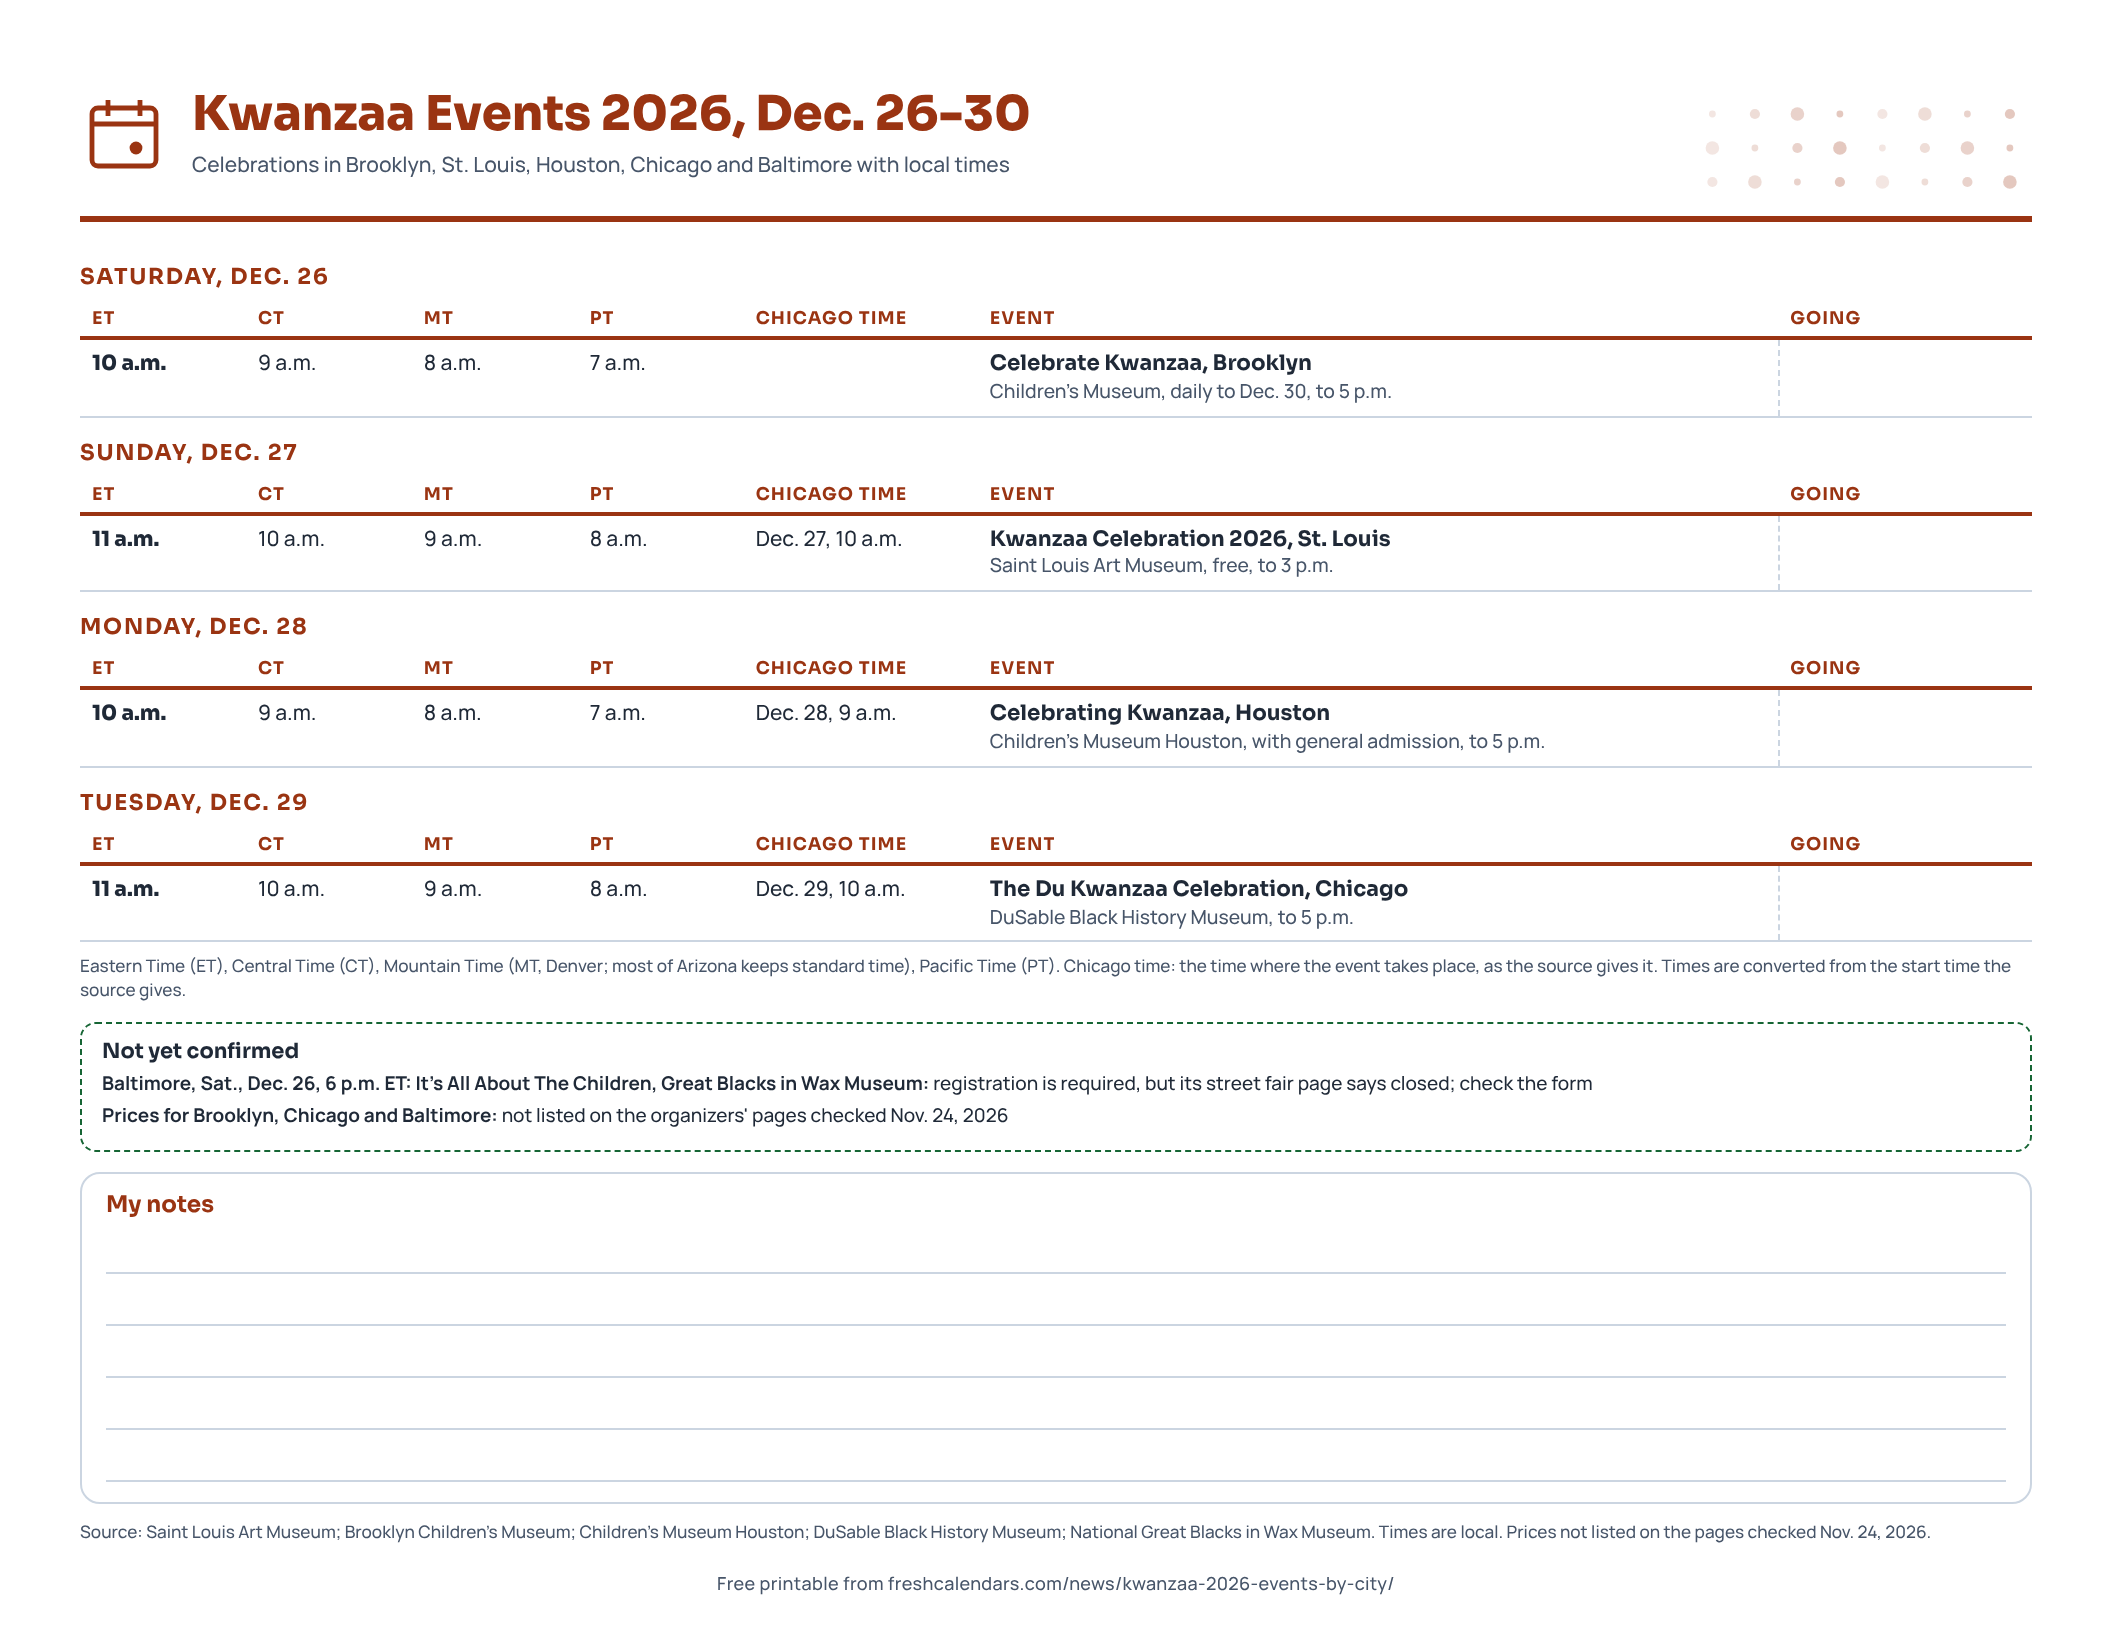 Kwanzaa Events 2026, Dec. 26–30
Celebrations in Brooklyn, St. Louis, Houston, Chicago and Baltimore with local times
SATURDAY, DEC. 26
ET CT MT PT CHICAGO TIME EVENT GOING
10 a.m. 9 a.m. 8 a.m. 7 a.m. Celebrate Kwanzaa, Brooklyn
Children’s Museum, daily to Dec. 30, to 5 p.m.
SUNDAY, DEC. 27
ET CT MT PT CHICAGO TIME EVENT GOING
11 a.m. 10 a.m. 9 a.m. 8 a.m. Dec. 27, 10 a.m. Kwanzaa Celebration 2026, St. Louis
Saint Louis Art Museum, free, to 3 p.m.
MONDAY, DEC. 28
ET CT MT PT CHICAGO TIME EVENT GOING
10 a.m. 9 a.m. 8 a.m. 7 a.m. Dec. 28, 9 a.m. Celebrating Kwanzaa, Houston
Children’s Museum Houston, with general admission, to 5 p.m.
TUESDAY, DEC. 29
ET CT MT PT CHICAGO TIME EVENT GOING
11 a.m. 10 a.m. 9 a.m. 8 a.m. Dec. 29, 10 a.m. The Du Kwanzaa Celebration, Chicago
DuSable Black History Museum, to 5 p.m.
Eastern Time (ET), Central Time (CT), Mountain Time (MT, Denver; most of Arizona keeps standard time), Pacific Time (PT). Chicago time: the time where the event takes place, as the source gives it. Times are converted from the start time the
source gives.
Not yet confirmed
Baltimore, Sat., Dec. 26, 6 p.m. ET: It’s All About The Children, Great Blacks in Wax Museum: registration is required, but its street fair page says closed; check the form
Prices for Brooklyn, Chicago and Baltimore: not listed on the organizers' pages checked Nov. 24, 2026
My notes
Source: Saint Louis Art Museum; Brooklyn Children’s Museum; Children’s Museum Houston; DuSable Black History Museum; National Great Blacks in Wax Museum. Times are local. Prices not listed on the pages checked Nov. 24, 2026.
Free printable from freshcalendars.com/news/kwanzaa-2026-events-by-city/